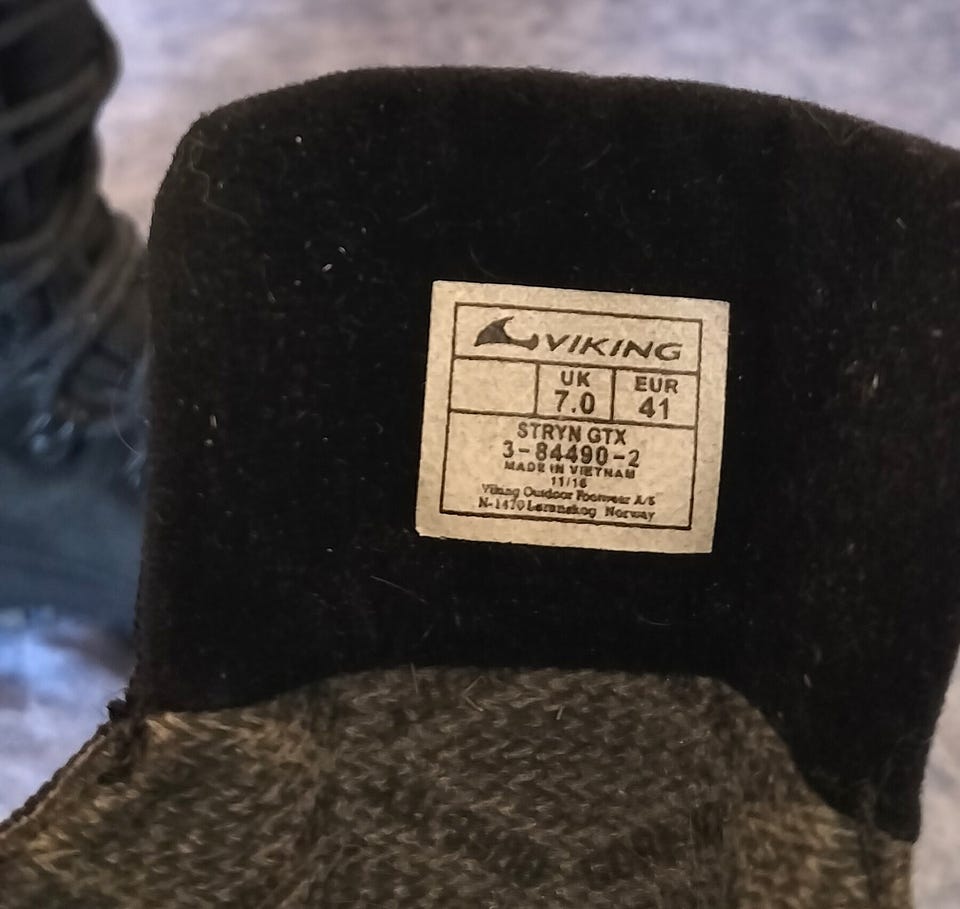 VIKING
UK EUR
7.0 41
STRYN GTX
3-84490-2
MADE IN VIETNAM
11/16
Viking Outdoor Footwear A/S
N-1470 Lørenskog Norway